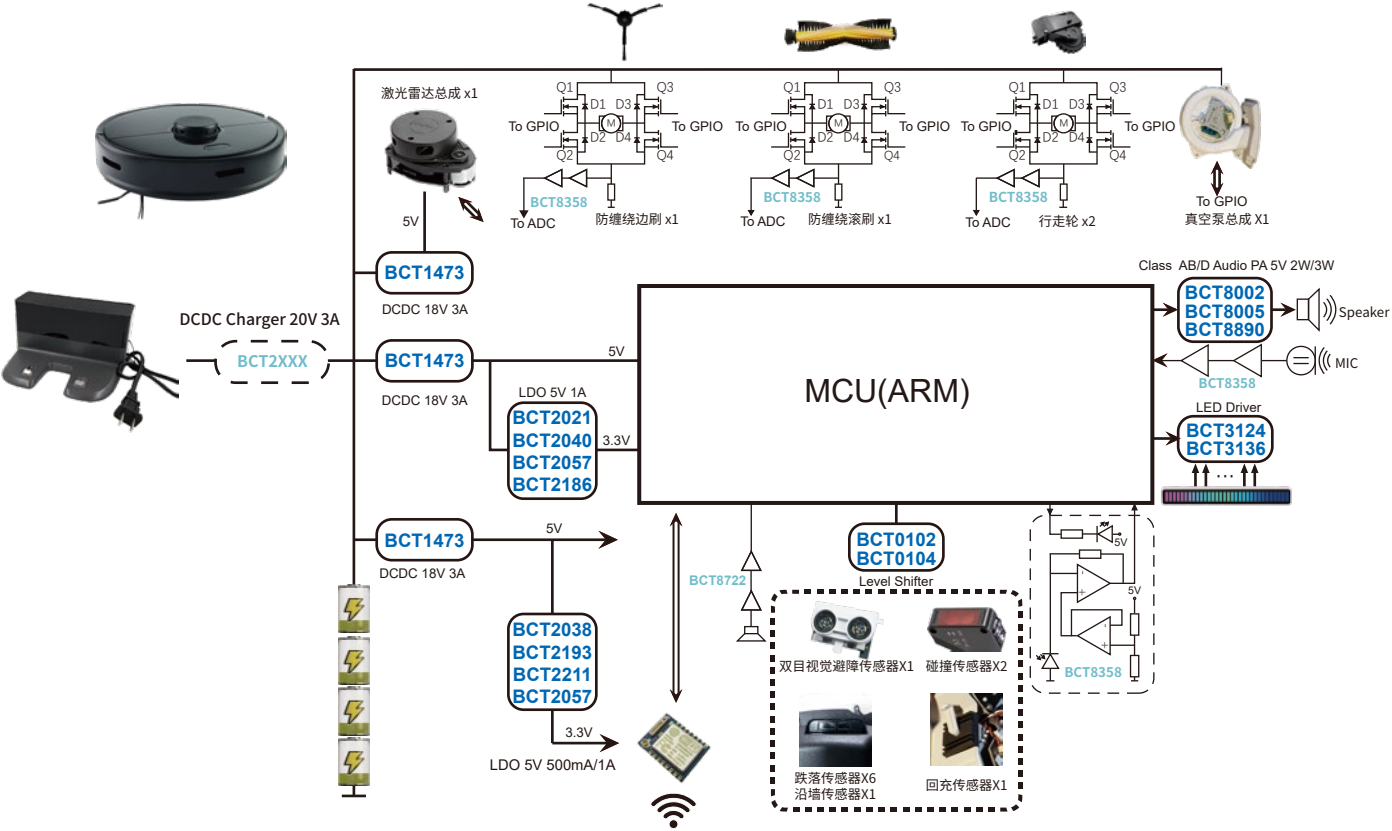 激光雷达总成 x1
5V
BCT1473
DCDC 18V 3A
Q1
Q3
D1
D3
M
To GPIO
To GPIO
D2
D4
Q2
Q4
BCT8358
To ADC
防缠绕边刷 x1
Q1
Q3
D1
D3
M
To GPIO
To GPIO
D2
D4
Q2
Q4
BCT8358
To ADC
防缠绕滚刷 x1
Q1
Q3
D1
D3
M
To GPIO
To GPIO
D2
D4
Q2
Q4
BCT8358
To ADC
行走轮 x2
To GPIO
真空泵总成 X1
DCDC Charger 20V 3A
BCT2XXX
BCT1473
DCDC 18V 3A
5V
LDO 5V 1A
BCT2021
BCT2040
BCT2057
BCT2186
3.3V
MCU(ARM)
Class AB/D Audio PA 5V 2W/3W
BCT8002
BCT8005
BCT8890
Speaker
MIC
BCT8358
LED Driver
BCT3124
BCT3136
...
BCT1473
DCDC 18V 3A
5V
BCT2038
BCT2193
BCT2211
BCT2057
3.3V
LDO 5V 500mA/1A
BCT8722
BCT0102
BCT0104
Level Shifter
双目视觉避障传感器X1
碰撞传感器X2
跌落传感器X6
沿墙传感器X1
回充传感器X1
5V
-
+
5V
-
+
BCT8358